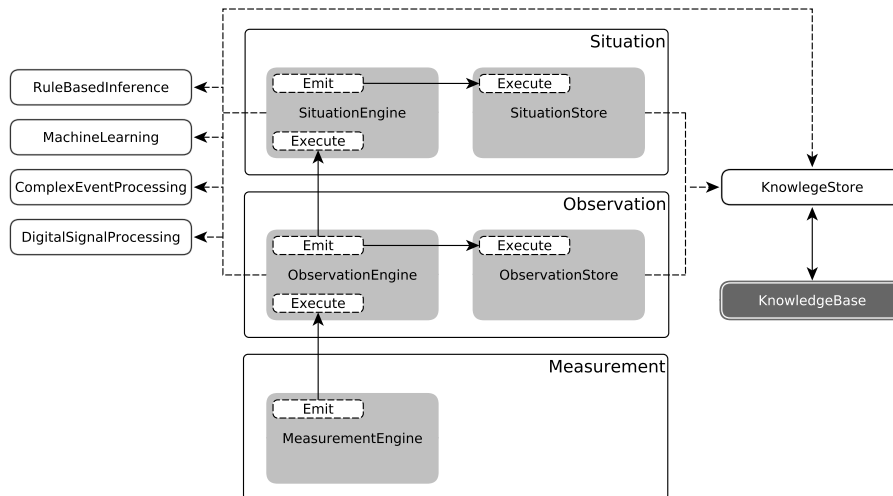 Situation
Emit
Execute
SituationEngine
SituationStore
Execute
RuleBasedInference
MachineLearning
ComplexEventProcessing
DigitalSignalProcessing
KnowlegeStore
KnowledgeBase
Observation
Emit
Execute
ObservationEngine
ObservationStore
Execute
Measurement
Emit
MeasurementEngine